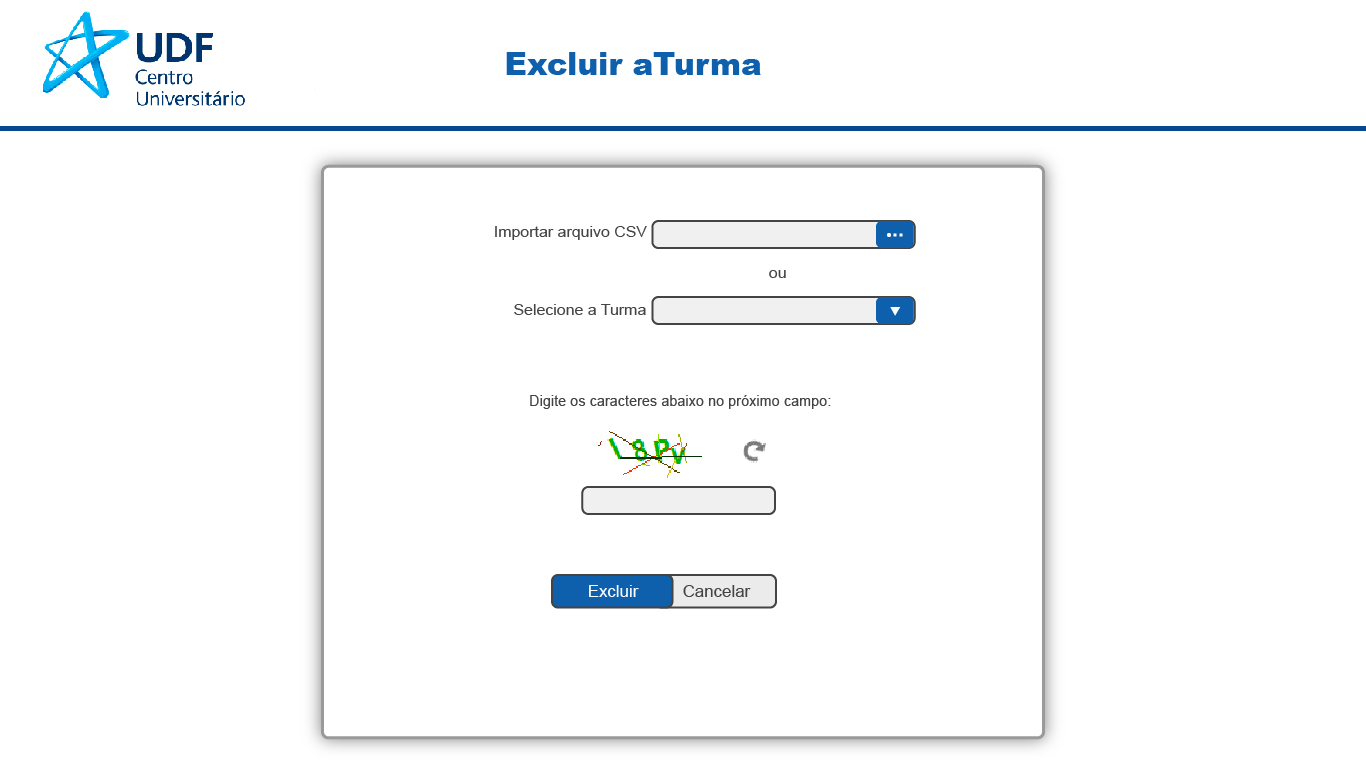 UDF
Centro
Universitário
Excluir aTurma
Importar arquivo CSV
ou
Selecione a Turma
Digite os caracteres abaixo no próximo campo:
Excluir
Cancelar